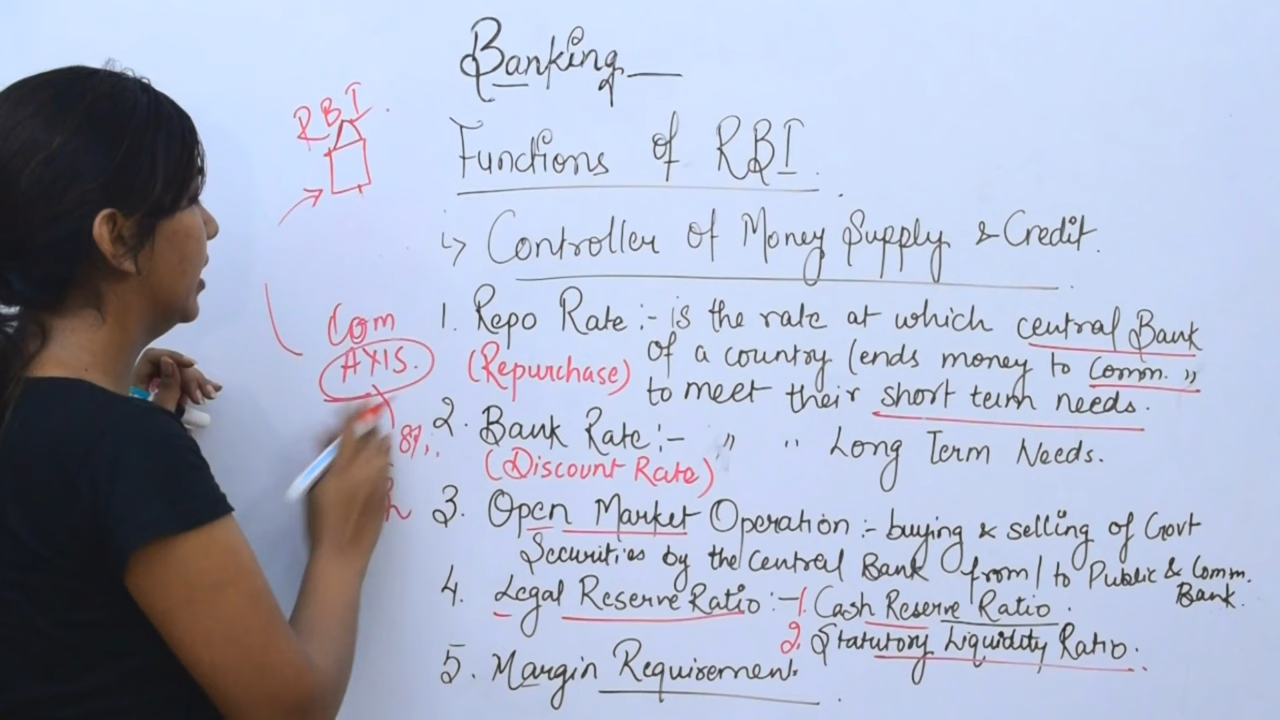 Banking
Functions of RBI.
↳ Controller of Money Supply & Credit.
1. Repo Rate :- is the rate at which central Bank
(Repurchase) of a country lends money to Comm. "
to meet their short term needs.
2. Bank Rate :- " " Long Term Needs.
(Discount Rate)
3. Open Market Operation :- buying & selling of Govt
Securities by the Central Bank from/to Public & Comm.
Bank.
4. Legal Reserve Ratio :- 1. Cash Reserve Ratio.
2. Statutory Liquidity Ratio.
5. Margin Requirement.
RBI
Com
AXIS.
8%.